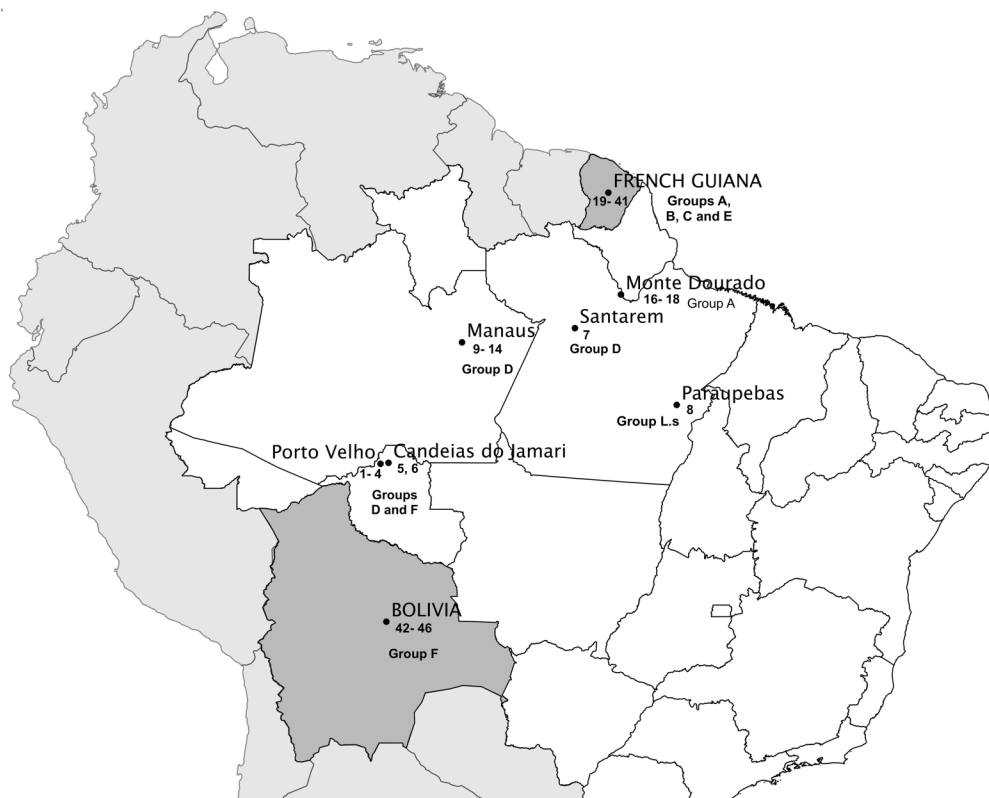 FRENCH GUIANA
19- 41
Groups A,
B, C and E
Monte Dourado
16- 18
Group A
Santarem
7
Group D
Manaus
9- 14
Group D
Paraupebas
8
Group L.s
Porto Velho
1- 4
Candeias do Jamari
5, 6
Groups
D and F
BOLIVIA
42- 46
Group F